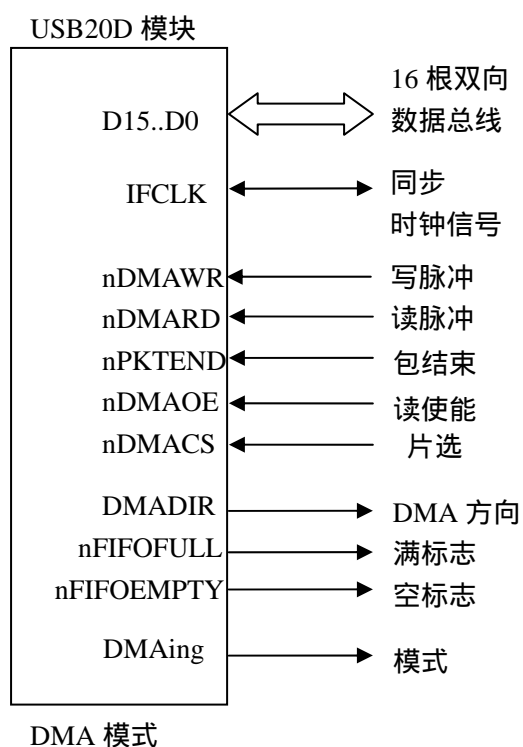 USB20D 模块
D15..D0
16 根双向
数据总线
IFCLK
同步
时钟信号
nDMAWR
写脉冲
nDMARD
读脉冲
nPKTEND
包结束
nDMAOE
读使能
nDMACS
片选
DMADIR
DMA 方向
nFIFOFULL
满标志
nFIFOEMPTY
空标志
DMAing
模式
DMA 模式